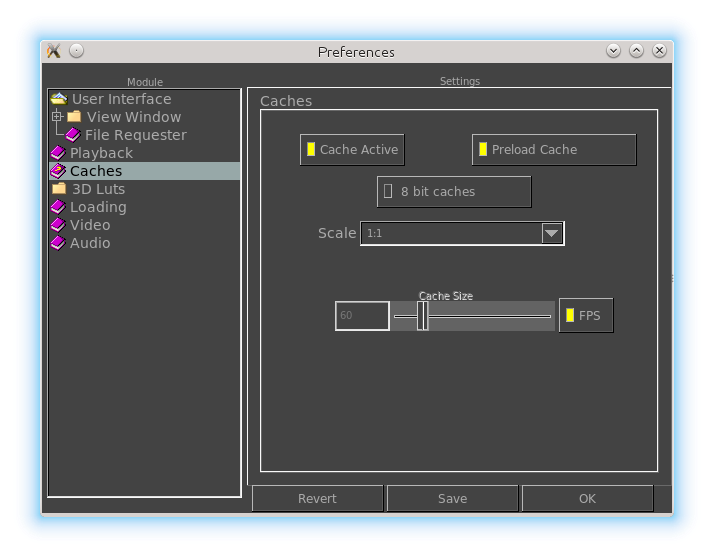 Preferences
Module
User Interface
View Window
File Requester
Playback
Caches
3D Luts
Loading
Video
Audio
Settings
Caches
Cache Active
Preload Cache
8 bit caches
Scale 1:1
Cache Size
60
FPS
Revert
Save
OK